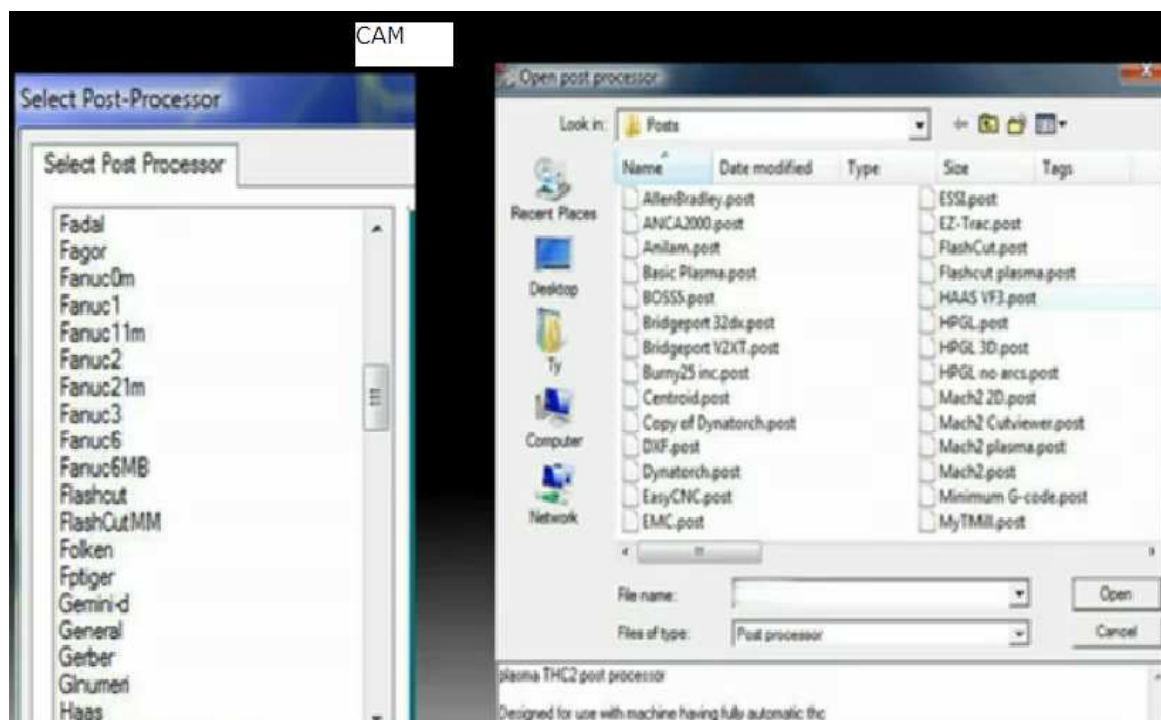 CAM
Select Post-Processor
Select Post Processor
Fadal
Fagor
Fanuc0m
Fanuc1
Fanuc11m
Fanuc2
Fanuc21m
Fanuc3
Fanuc6
Fanuc6MB
Flashcut
FlashCutMM
Folken
Fptiger
Gemini-d
General
Gerber
Glnumeri
Haas
Open post processor
Look in: Posts
Name Date modified Type Size Tags
Recent Places
Desktop
Ty
Computer
Network
AllenBradley.post
ANCA2000.post
Anilam.post
Basic Plasma.post
BOSS5.post
Bridgeport 32dx.post
Bridgeport V2XT.post
Burny25 inc.post
Centroid.post
Copy of Dynatorch.post
DXF.post
Dynatorch.post
EasyCNC.post
EMC.post
ESSI.post
EZ-Trac.post
FlashCut.post
Flashcut plasma.post
HAAS VF3.post
HPGL.post
HPGL 3D.post
HPGL no arcs.post
Mach2 2D.post
Mach2 Cutviewer.post
Mach2 plasma.post
Mach2.post
Minimum G-code.post
MyTMill.post
File name:
Open
Files of type: Post processor
Cancel
plasma THC2 post processor
Designed for use with machine having fully automatic thc